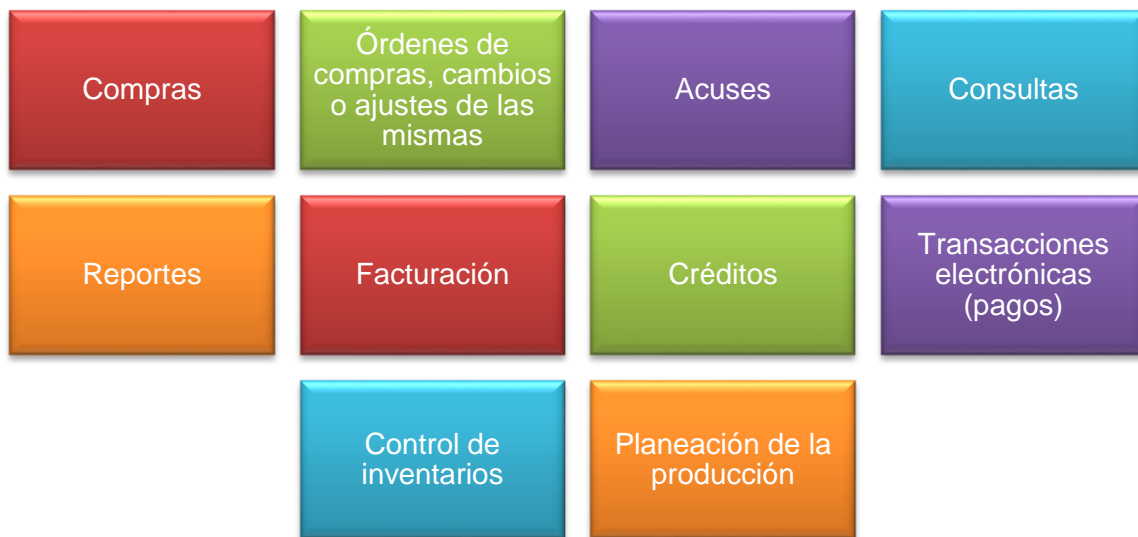 Compras
Órdenes de
compras, cambios
o ajustes de las
mismas
Acuses
Consultas
Reportes
Facturación
Créditos
Transacciones
electrónicas
(pagos)
Control de
inventarios
Planeación de la
producción